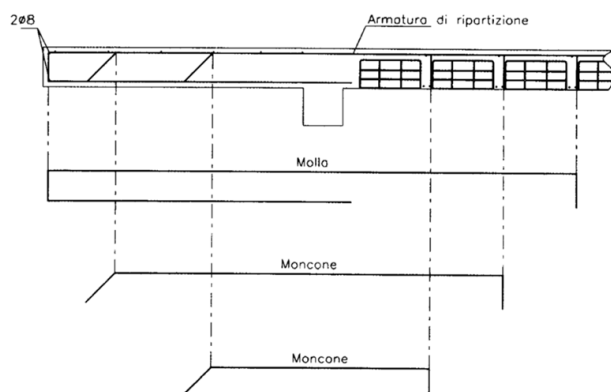 2ø8
Armatura di ripartizione
Molla
Moncone
Moncone